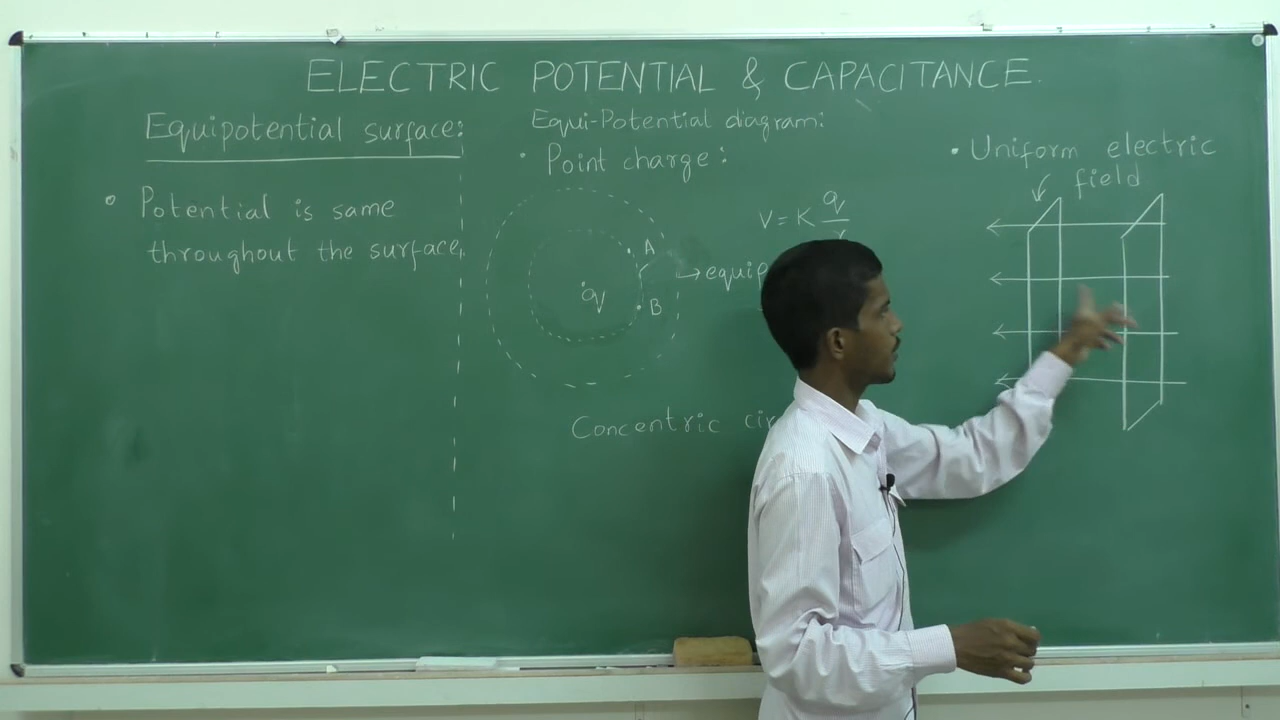 ELECTRIC POTENTIAL & CAPACITANCE.
Equipotential surface:
• Potential is same
throughout the surface.
Equi-Potential diagram:
• Point charge:
V = K q
A
B
q
Concentric
• Uniform electric
field